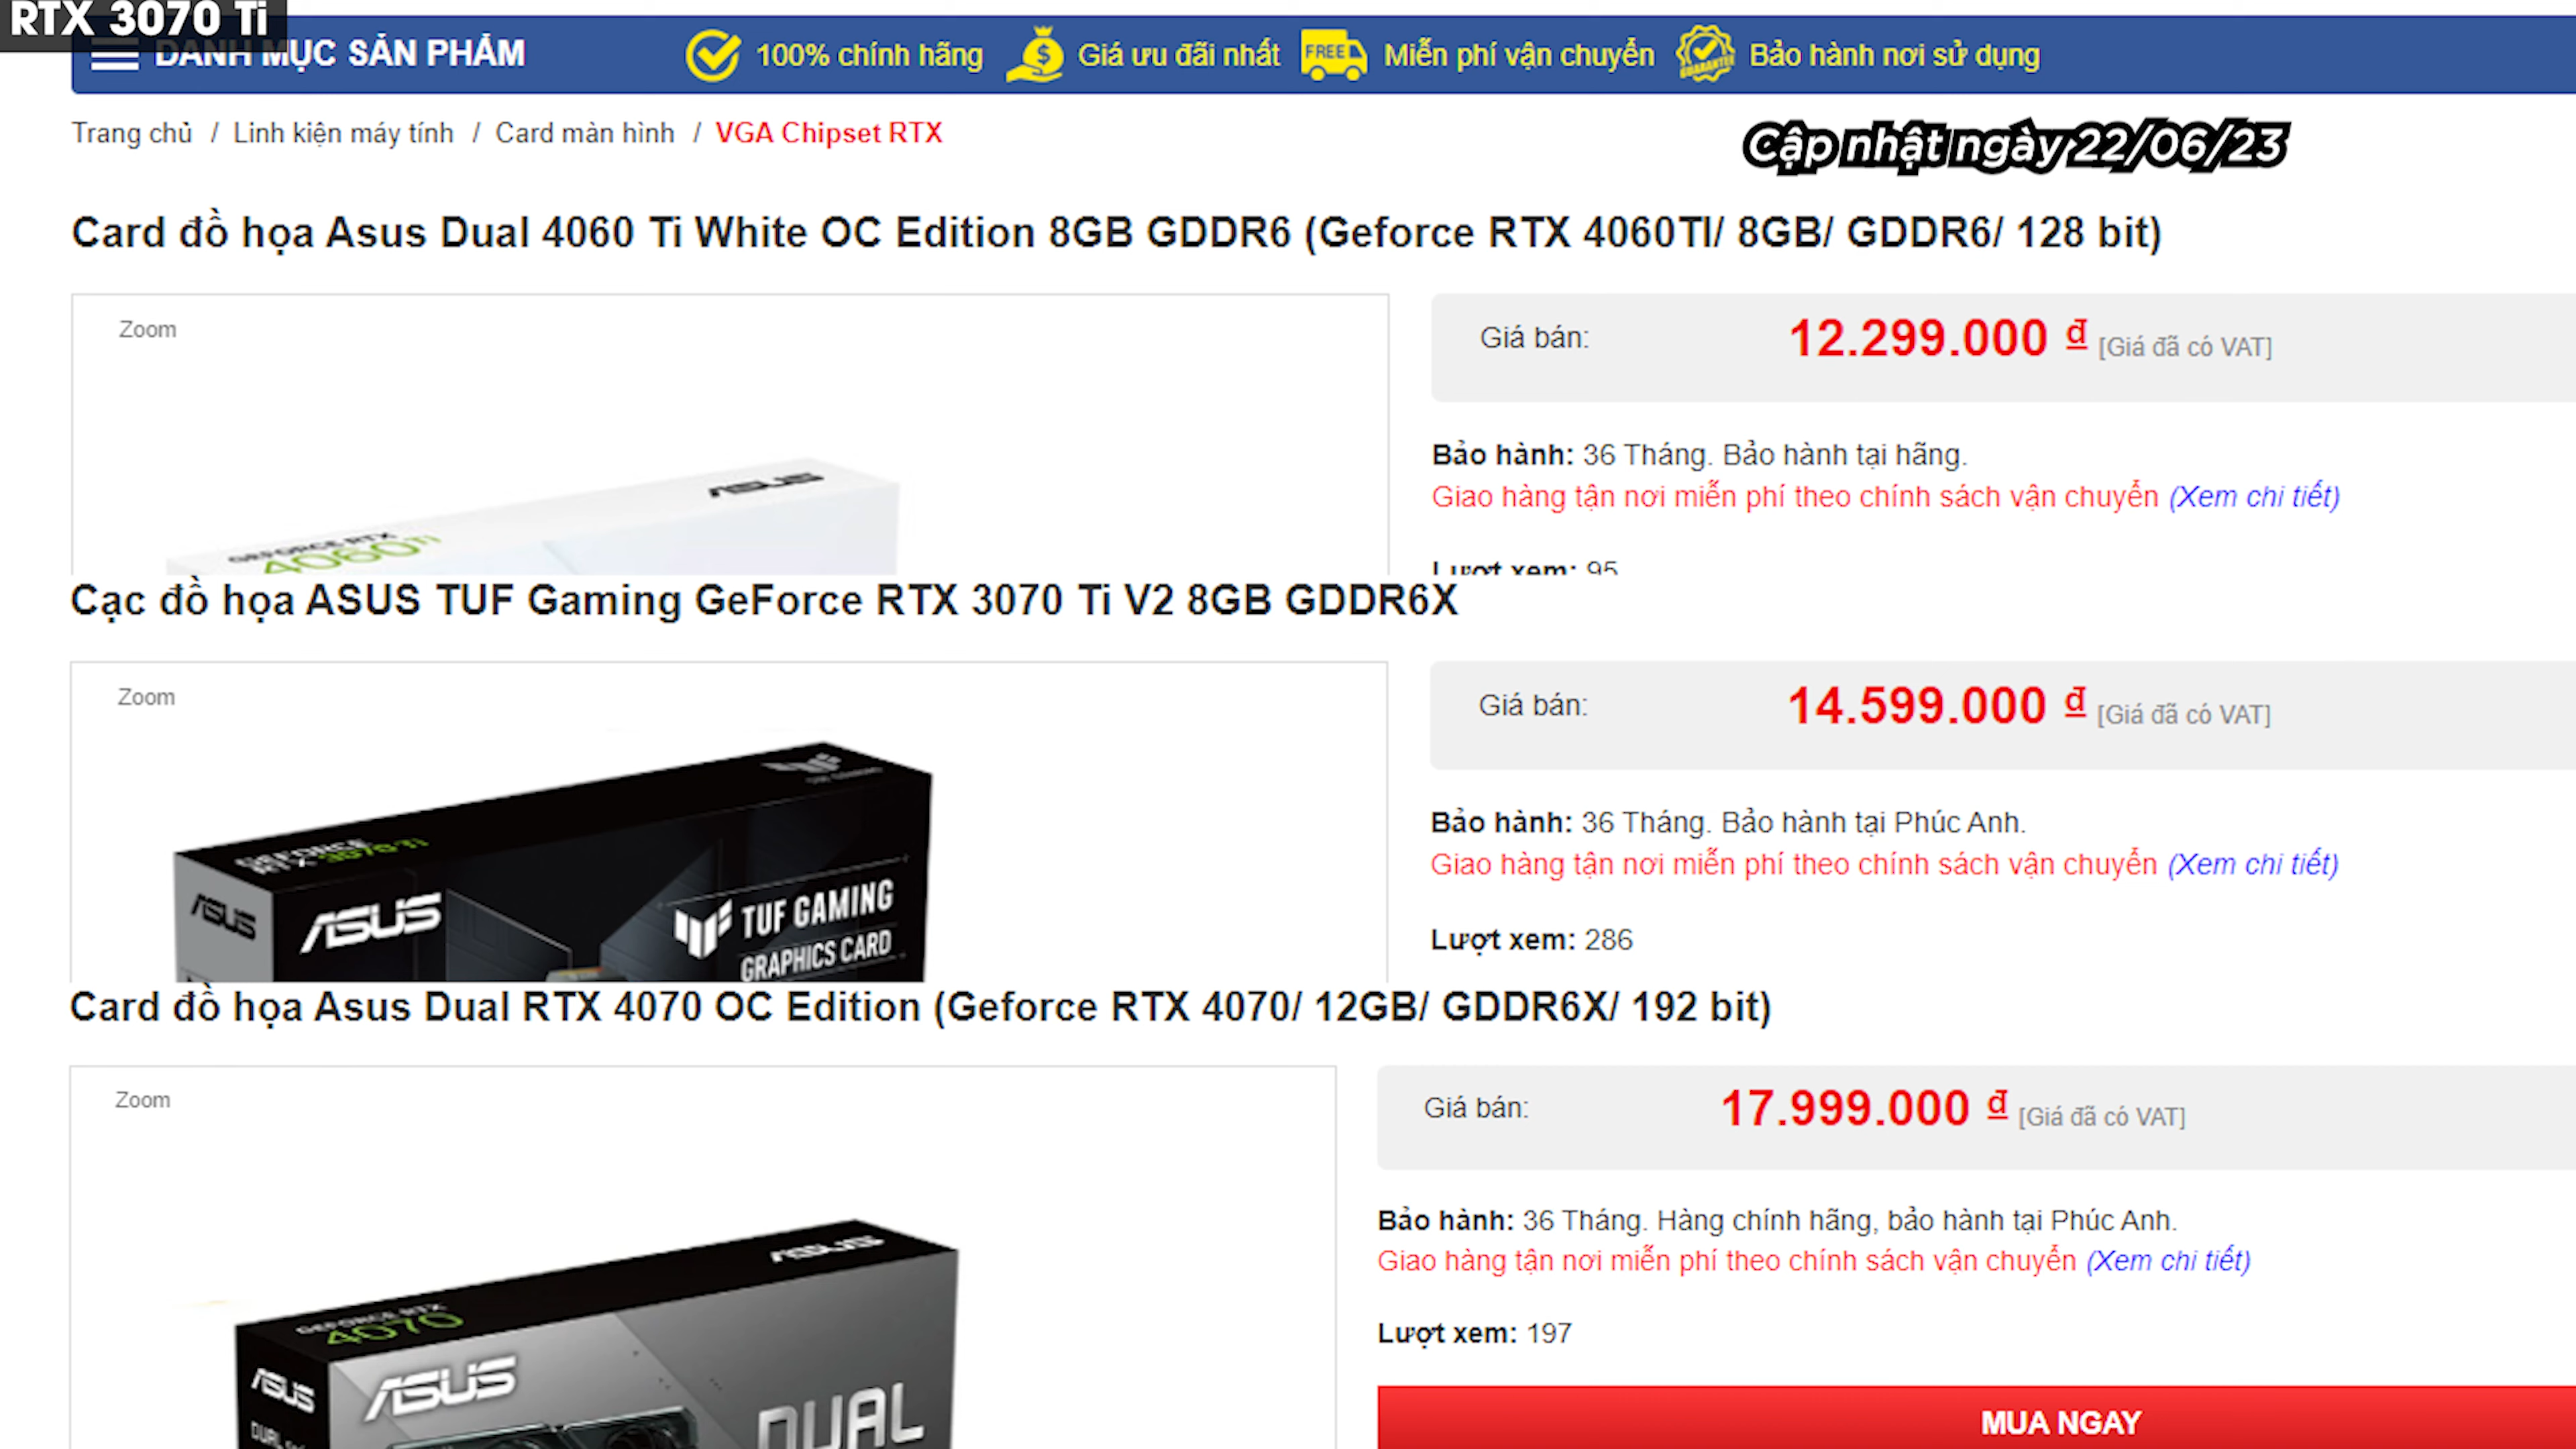 RTX 3070 Ti
DANH MỤC SẢN PHẨM
100% chính hãng
Giá ưu đãi nhất
FREE
Miễn phí vận chuyển
GUARANTEE
Bảo hành nơi sử dụng
Trang chủ / Linh kiện máy tính / Card màn hình / VGA Chipset RTX
Cập nhật ngày 22/06/23
Card đồ họa Asus Dual 4060 Ti White OC Edition 8GB GDDR6 (Geforce RTX 4060TI/ 8GB/ GDDR6/ 128 bit)
Zoom
ASUS
GEFORCE RTX
4060 Ti
Giá bán: 12.299.000 đ [Giá đã có VAT]
Bảo hành: 36 Tháng. Bảo hành tại hãng.
Giao hàng tận nơi miễn phí theo chính sách vận chuyển (Xem chi tiết)
Lượt xem: 95
Cạc đồ họa ASUS TUF Gaming GeForce RTX 3070 Ti V2 8GB GDDR6X
Zoom
GEFORCE
RTX 3070 Ti
ASUS
ASUS
TUF GAMING
GRAPHICS CARD
Giá bán: 14.599.000 đ [Giá đã có VAT]
Bảo hành: 36 Tháng. Bảo hành tại Phúc Anh.
Giao hàng tận nơi miễn phí theo chính sách vận chuyển (Xem chi tiết)
Lượt xem: 286
Card đồ họa Asus Dual RTX 4070 OC Edition (Geforce RTX 4070/ 12GB/ GDDR6X/ 192 bit)
Zoom
ASUS
GEFORCE RTX
4070
ASUS
ASUS
DUAL
DUAL
Giá bán: 17.999.000 đ [Giá đã có VAT]
Bảo hành: 36 Tháng. Hàng chính hãng, bảo hành tại Phúc Anh.
Giao hàng tận nơi miễn phí theo chính sách vận chuyển (Xem chi tiết)
Lượt xem: 197
MUA NGAY